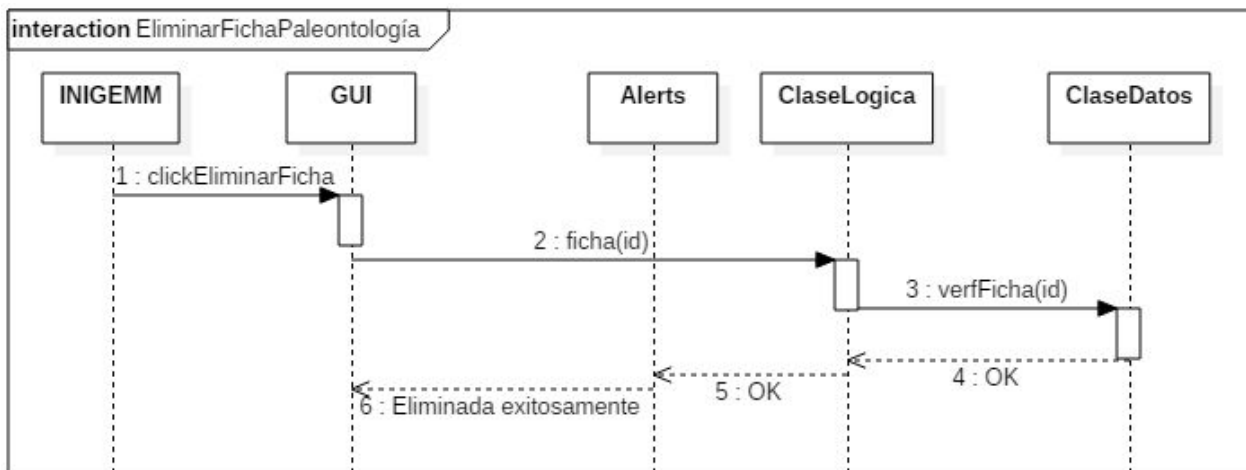 interaction EliminarFichaPaleontología
INIGEMM
GUI
Alerts
ClaseLogica
ClaseDatos
1 : clickEliminarFicha
2 : ficha(id)
3 : verfFicha(id)
4 : OK
5 : OK
6 : Eliminada exitosamente